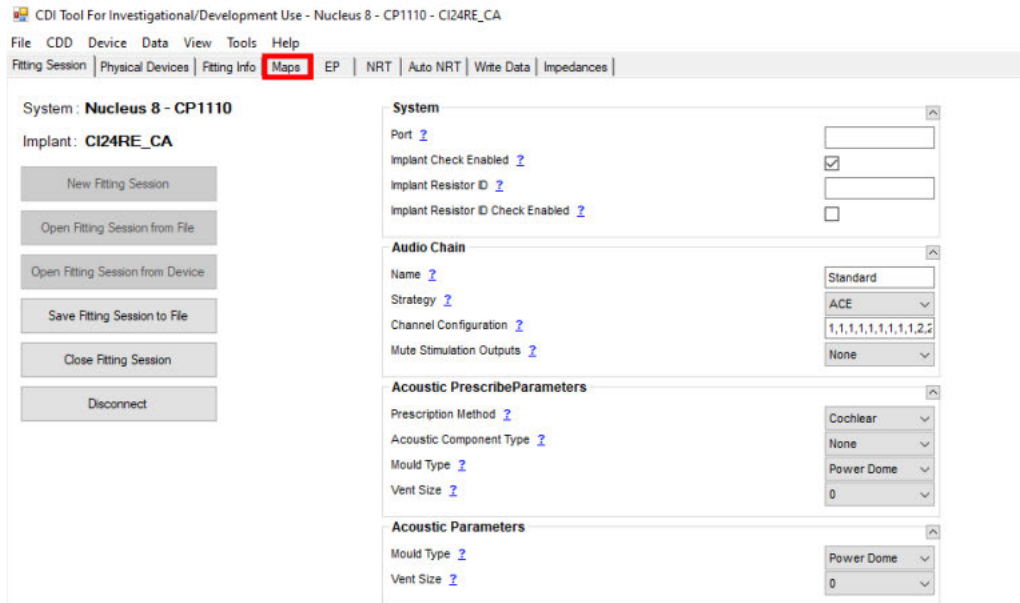 CDI Tool For Investigational/Development Use - Nucleus 8 - CP1110 - CI24RE_CA
File CDD Device Data View Tools Help
Fitting Session Physical Devices Fitting Info Maps EP NRT Auto NRT Write Data Impedances
System : Nucleus 8 - CP1110
Implant : CI24RE_CA
New Fitting Session
Open Fitting Session from File
Open Fitting Session from Device
Save Fitting Session to File
Close Fitting Session
Disconnect
System
Port ?
Implant Check Enabled ?
Implant Resistor ID ?
Implant Resistor ID Check Enabled ?
Audio Chain
Name ? Standard
Strategy ? ACE
Channel Configuration ? 1,1,1,1,1,1,1,1,1,2,2
Mute Stimulation Outputs ? None
Acoustic PrescribeParameters
Prescription Method ? Cochlear
Acoustic Component Type ? None
Mould Type ? Power Dome
Vent Size ? 0
Acoustic Parameters
Mould Type ? Power Dome
Vent Size ? 0